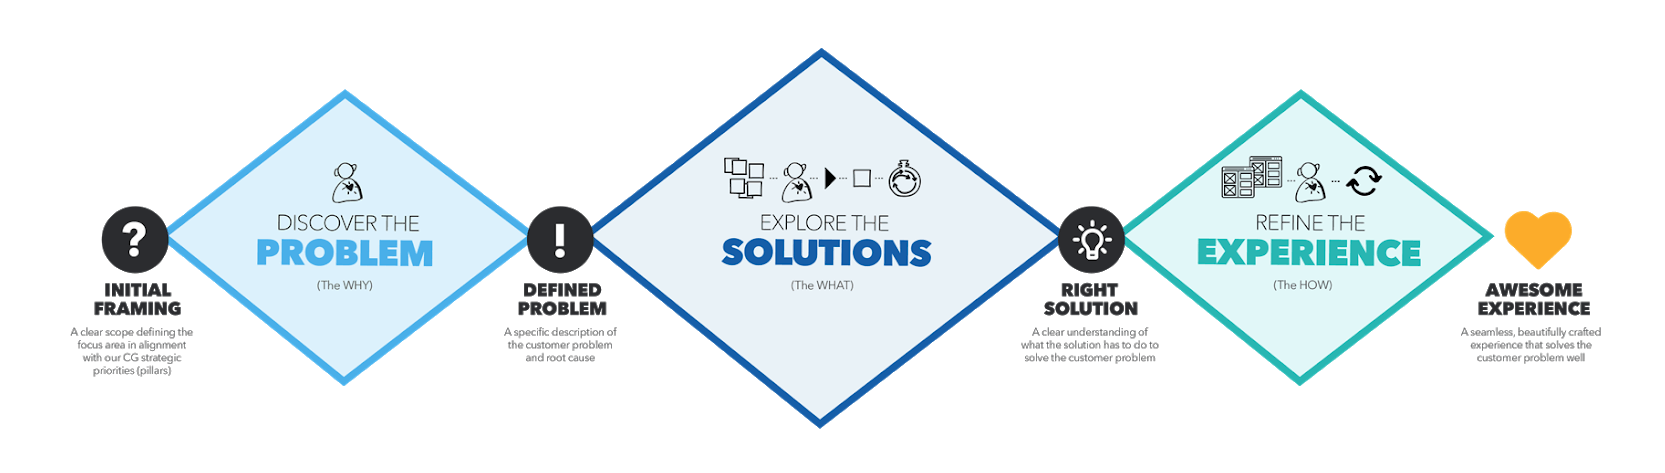 ?
INITIAL
FRAMING
A clear scope defining the
focus area in alignment
with our CG strategic
priorities (pillars)
DISCOVER THE
PROBLEM
(The WHY)
!
DEFINED
PROBLEM
A specific description of
the customer problem
and root cause
EXPLORE THE
SOLUTIONS
(The WHAT)
RIGHT
SOLUTION
A clear understanding of
what the solution has to do to
solve the customer problem
REFINE THE
EXPERIENCE
(The HOW)
AWESOME
EXPERIENCE
A seamless, beautifully crafted
experience that solves the
customer problem well